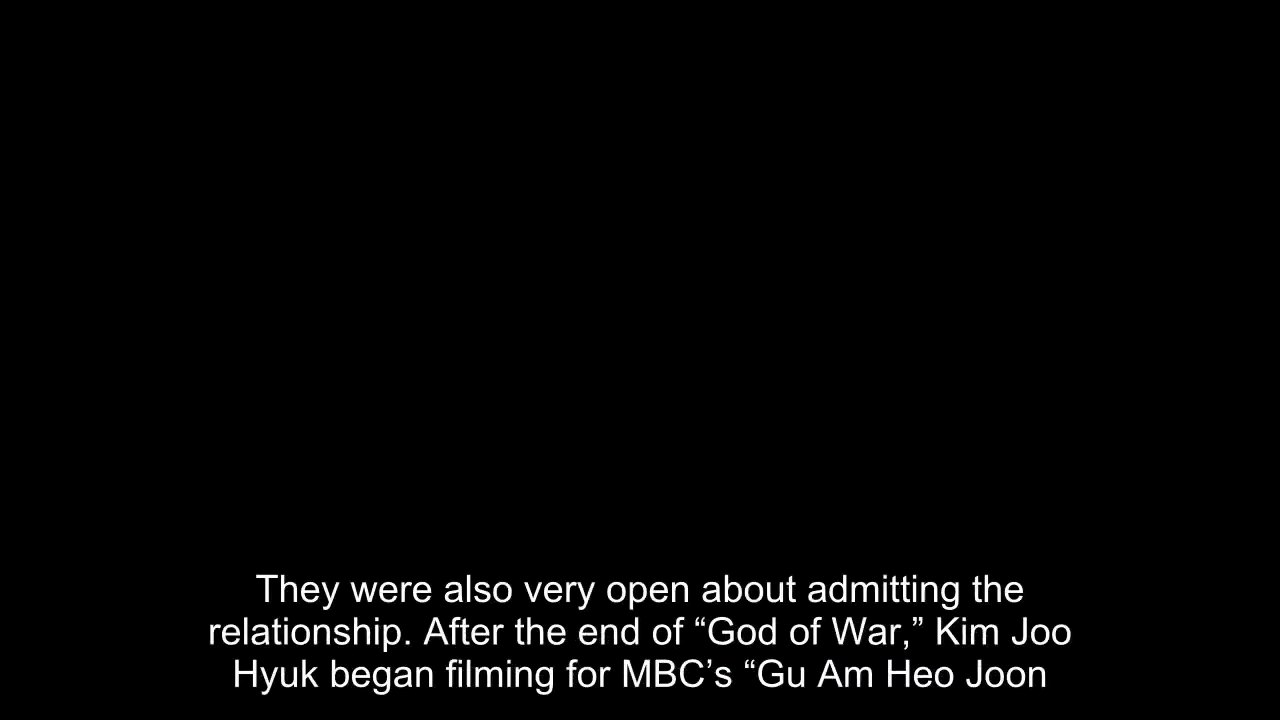 They were also very open about admitting the
relationship. After the end of “God of War,” Kim Joo
Hyuk began filming for MBC’s “Gu Am Heo Joon